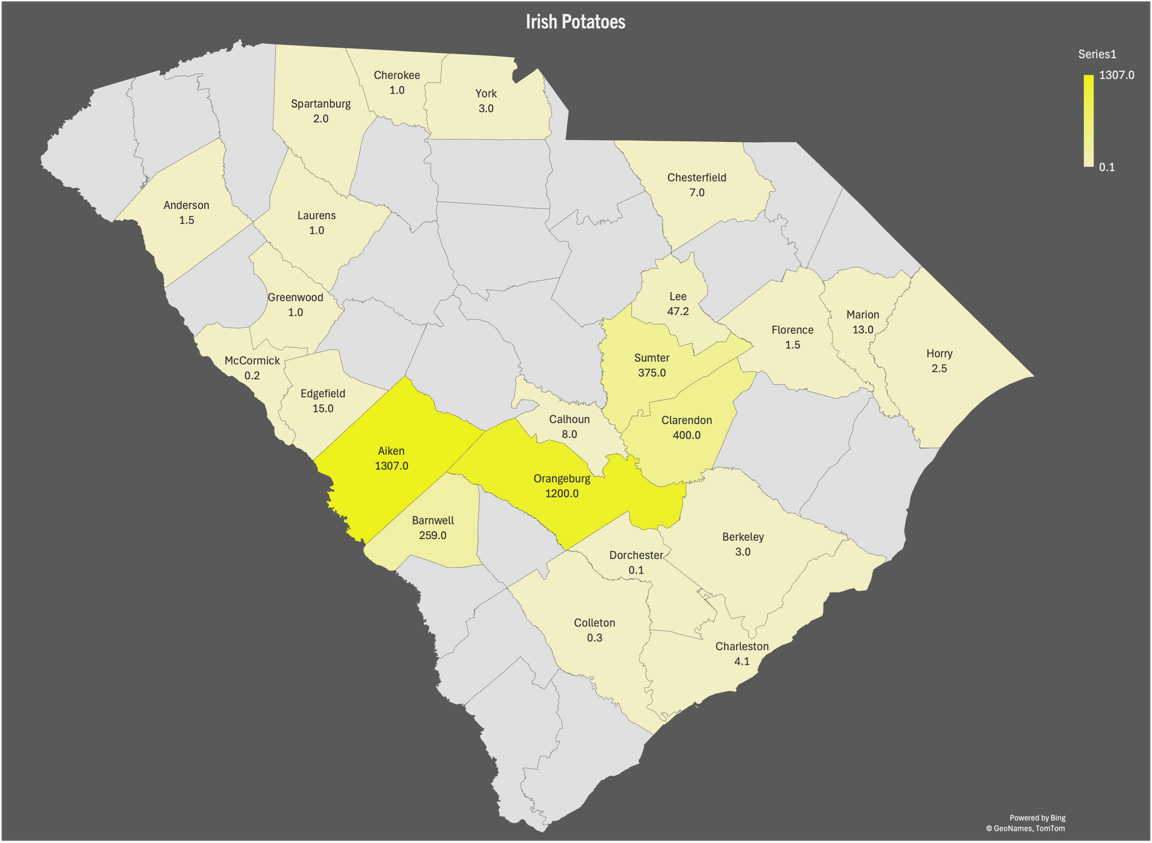 Irish Potatoes
Series1
1307.0
0.1
Cherokee
1.0
York
3.0
Spartanburg
2.0
Chesterfield
7.0
Anderson
1.5
Laurens
1.0
Greenwood
1.0
Lee
47.2
Marion
13.0
Florence
1.5
Horry
2.5
McCormick
0.2
Sumter
375.0
Edgefield
15.0
Calhoun
8.0
Clarendon
400.0
Aiken
1307.0
Orangeburg
1200.0
Barnwell
259.0
Berkeley
3.0
Dorchester
0.1
Colleton
0.3
Charleston
4.1
Powered by Bing
© GeoNames, TomTom